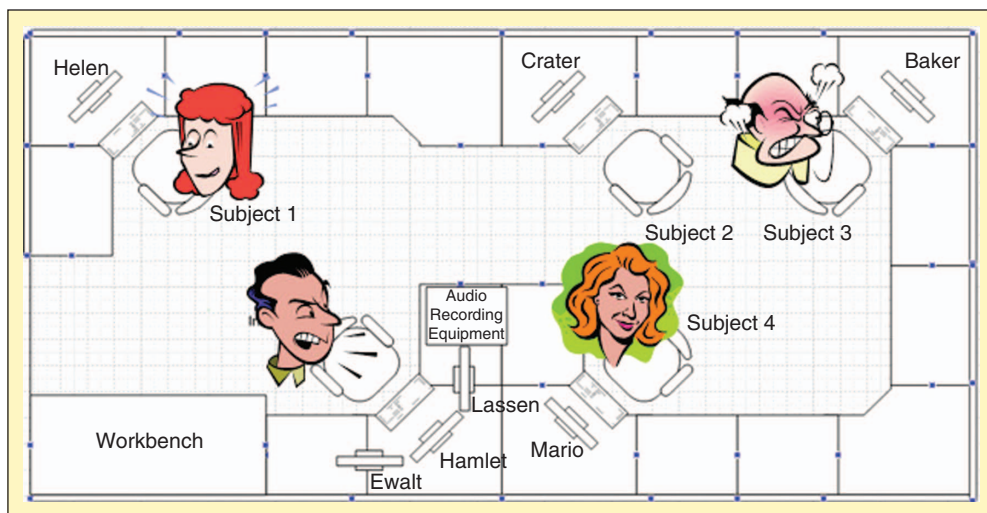 Helen
Crater
Baker
Subject 1
Subject 2
Subject 3
Audio
Recording
Equipment
Subject 4
Lassen
Workbench
Hamlet
Mario
Ewalt